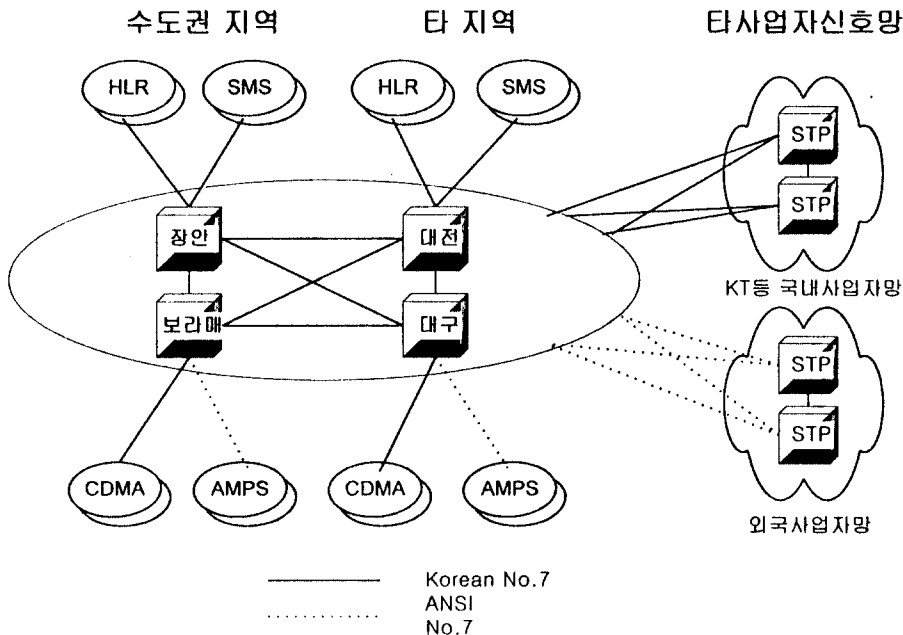 수도권 지역 타 지역 타사업자신호망
HLR SMS HLR SMS
STP
STP
장안 대전
보라매 대구
KT등 국내사업자망
STP
STP
CDMA AMPS CDMA AMPS
외국사업자망
Korean No.7
ANSI
No.7